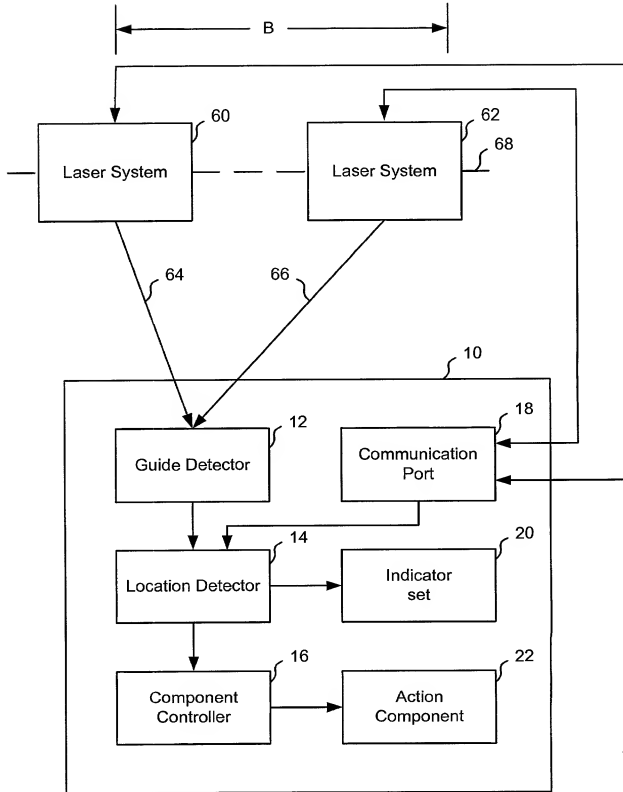 B
60
62
68
Laser System
Laser System
64
66
10
12
18
Guide Detector
Communication
Port
14
20
Location Detector
Indicator
set
16
22
Component
Controller
Action
Component